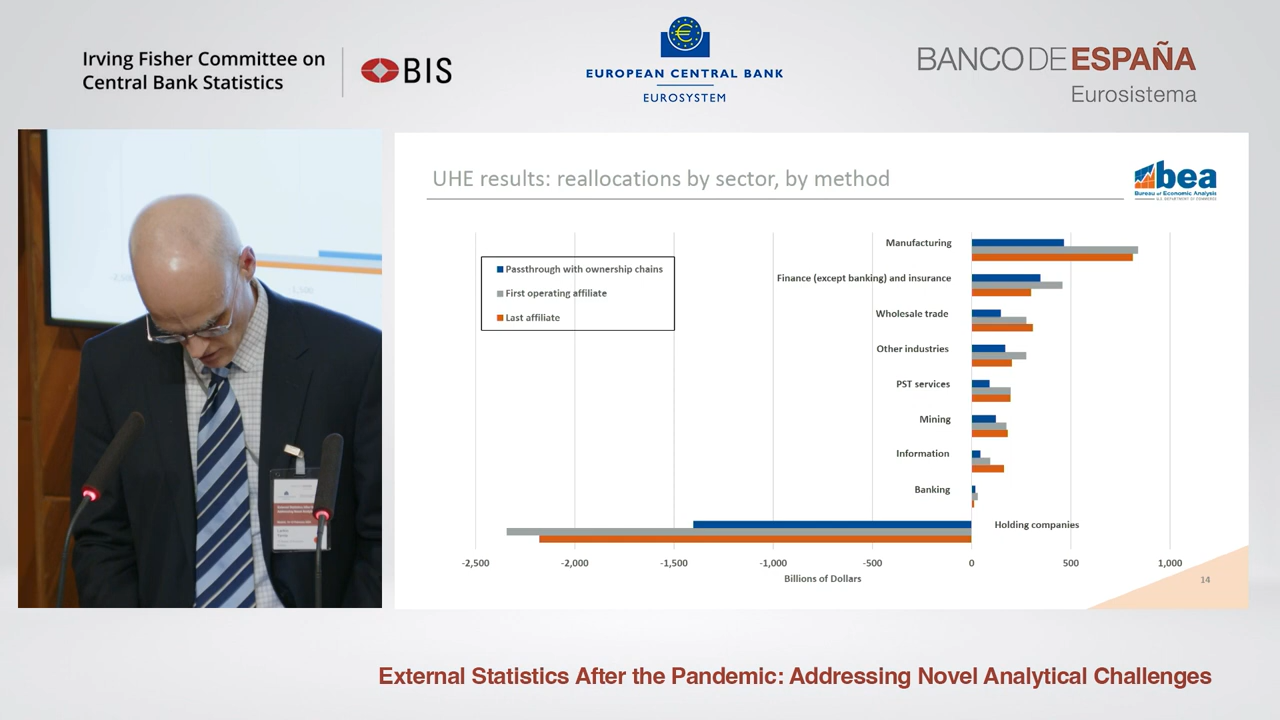 Irving Fisher Committee on
Central Bank Statistics
BIS
EUROPEAN CENTRAL BANK
EUROSYSTEM
BANCO DE ESPAÑA
Eurosistema
UHE results: reallocations by sector, by method
bea
Bureau of Economic Analysis
U.S. DEPARTMENT OF COMMERCE
Passthrough with ownership chains
First operating affiliate
Last affiliate
Manufacturing
Finance (except banking) and insurance
Wholesale trade
Other industries
PST services
Mining
Information
Banking
Holding companies
-2,500 -2,000 -1,500 -1,000 -500 0 500 1,000
Billions of Dollars
14
External Statistics After the Pandemic: Addressing Novel Analytical Challenges